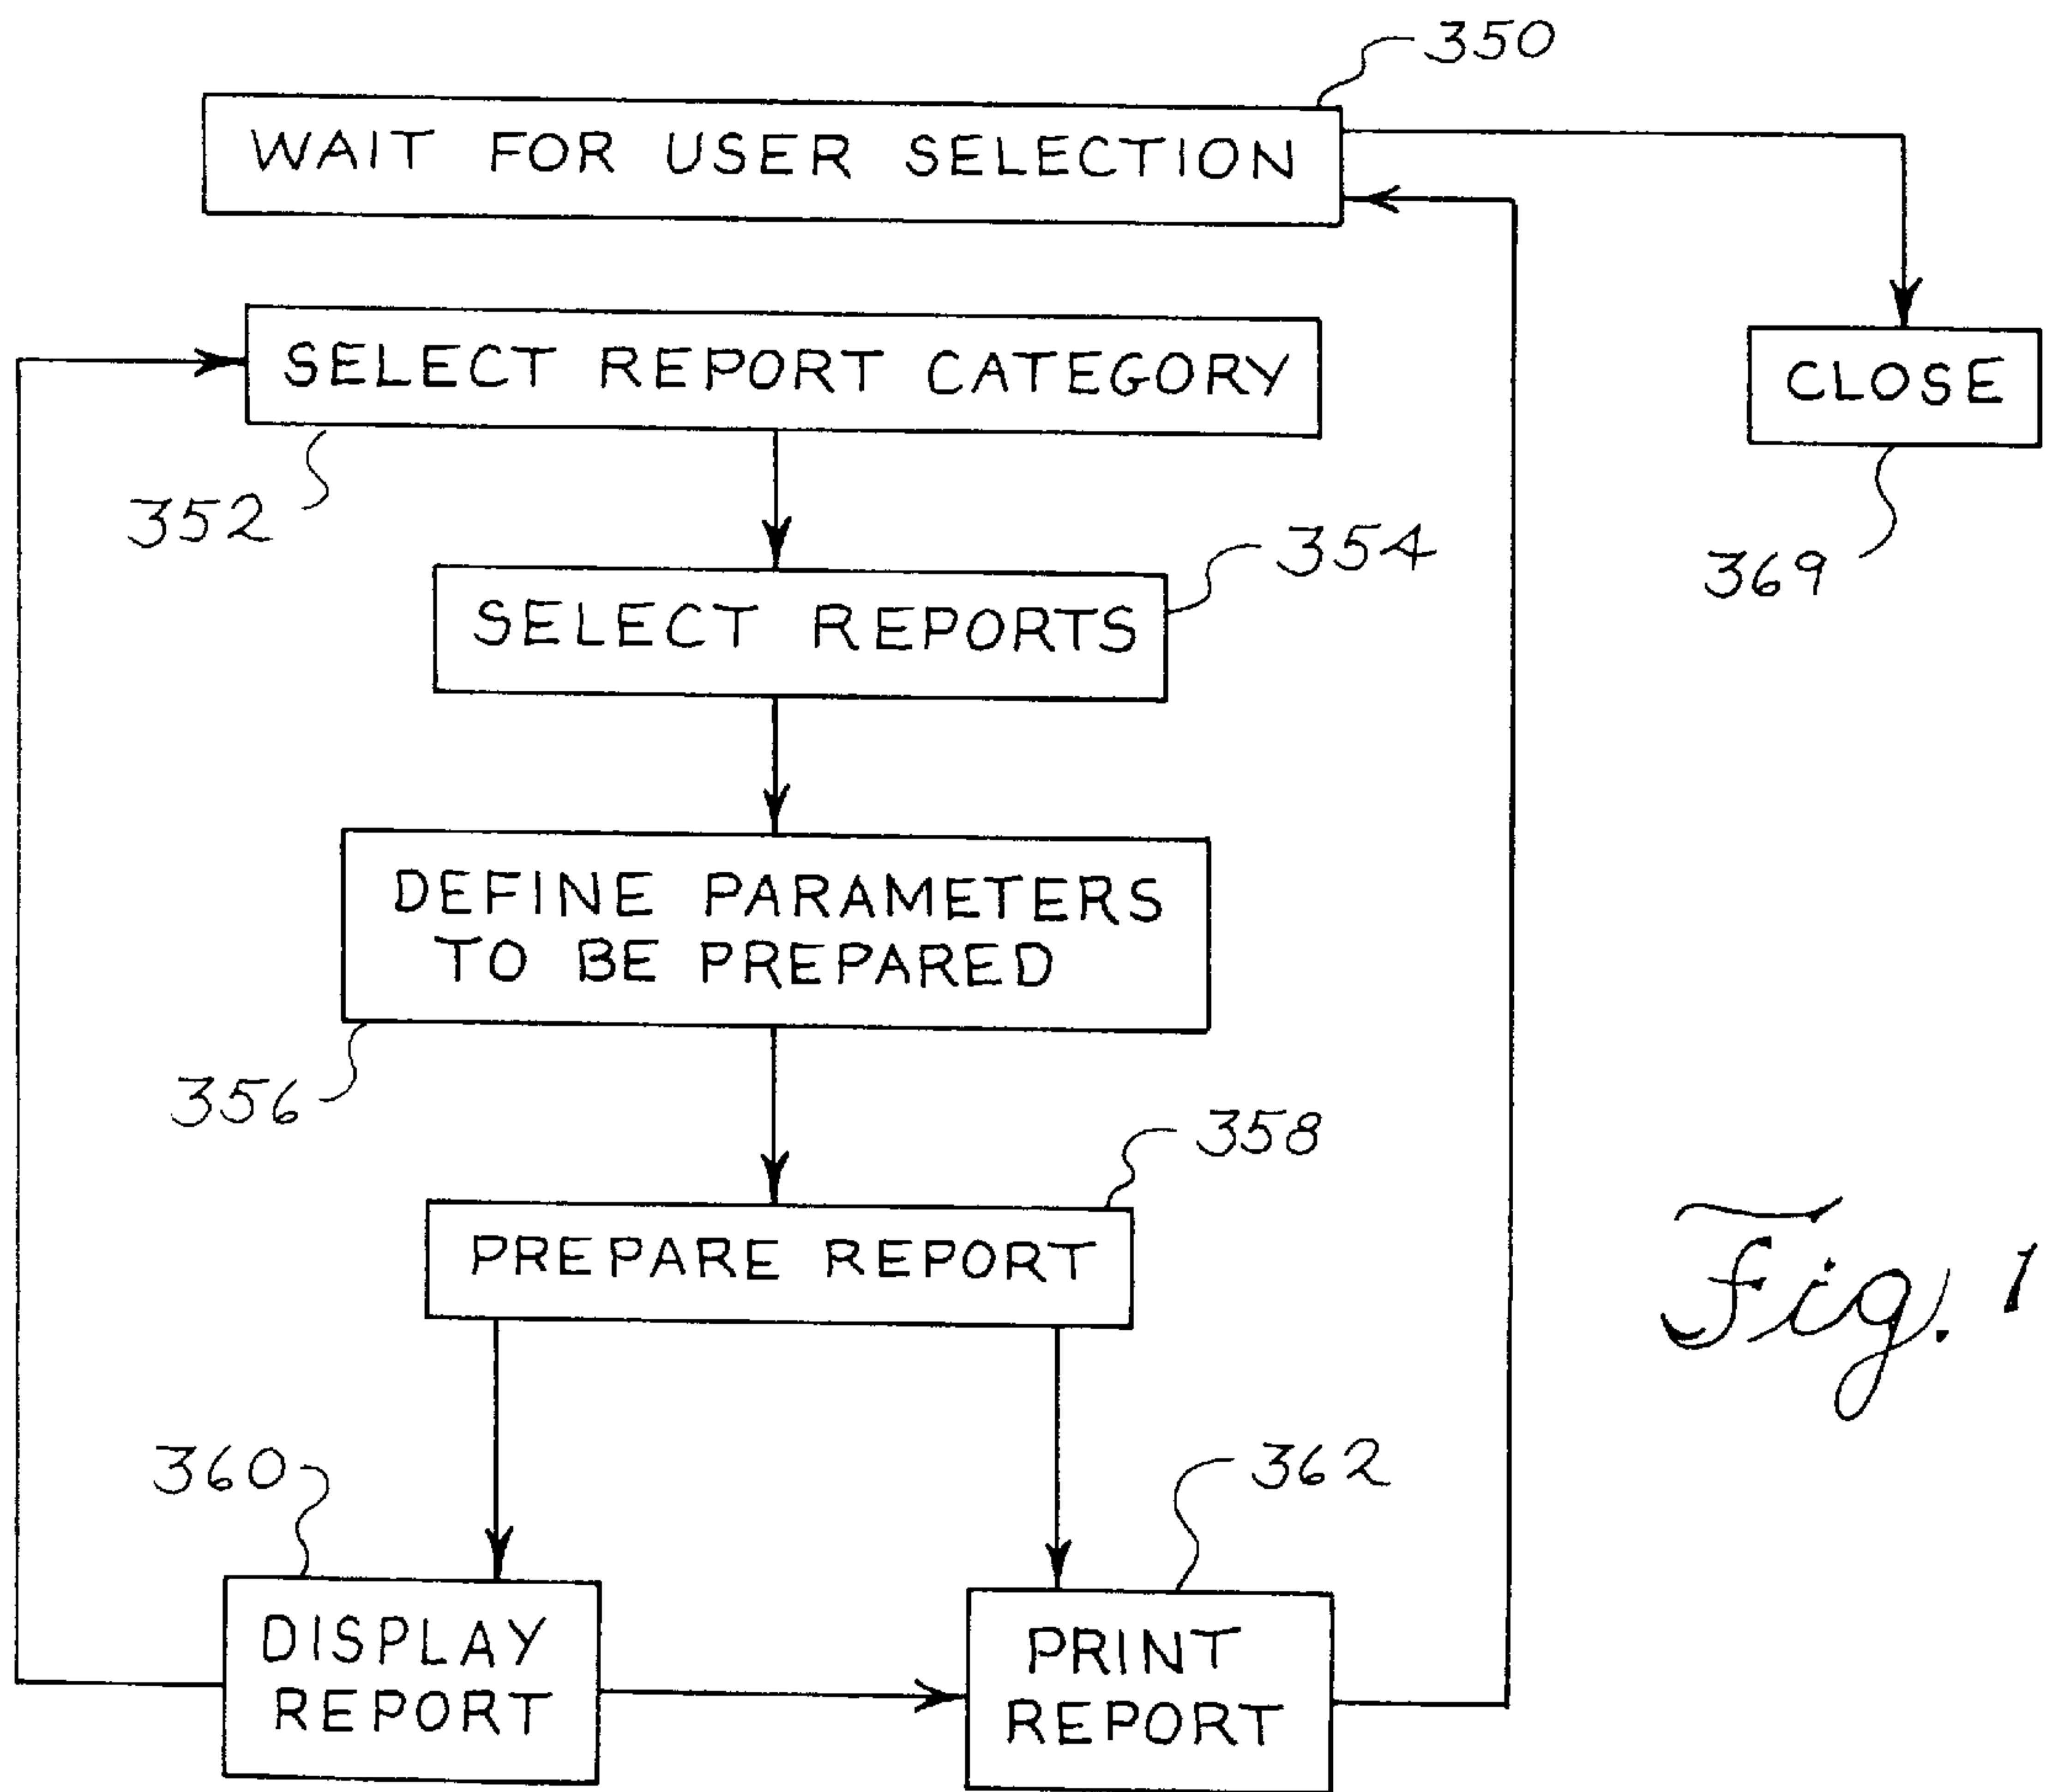 350
WAIT FOR USER SELECTION
SELECT REPORT CATEGORY
CLOSE
352
354
369
SELECT REPORTS
DEFINE PARAMETERS
TO BE PREPARED
356
358
PREPARE REPORT
Fig. 1
360
362
DISPLAY
REPORT
PRINT
REPORT